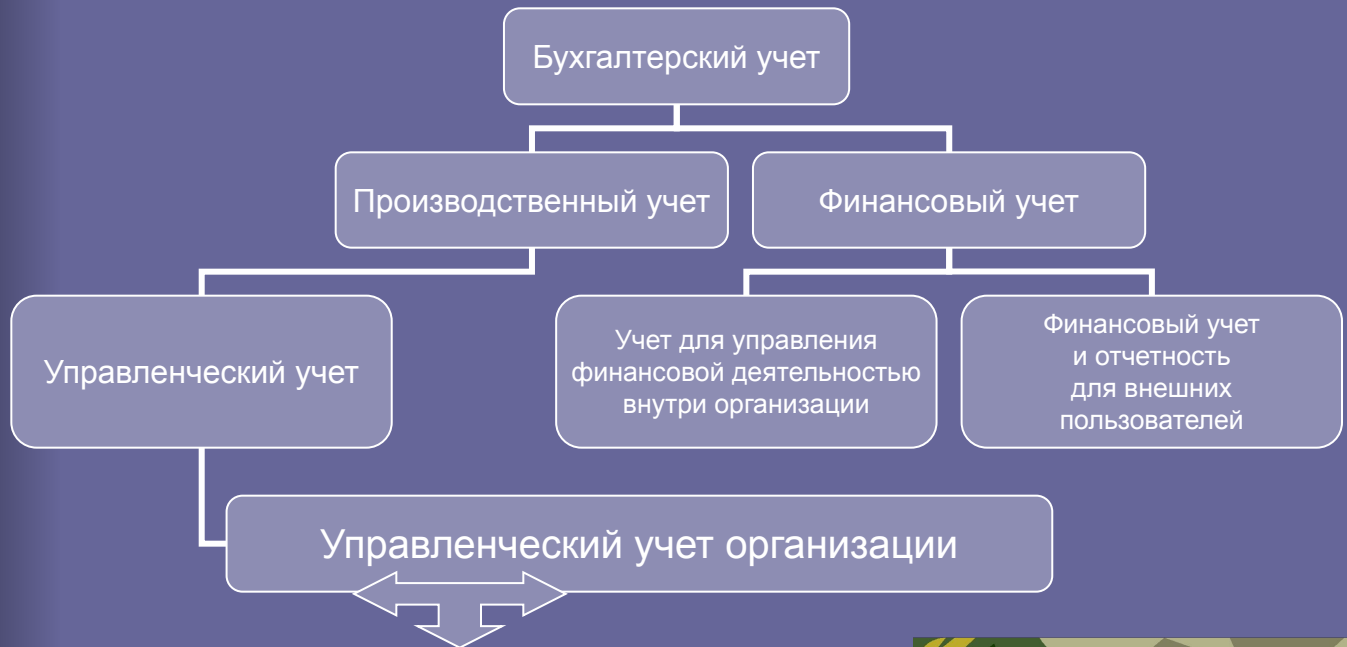 Бухгалтерский учет
Производственный учет
Финансовый учет
Управленческий учет
Учет для управления
финансовой деятельностью
внутри организации
Финансовый учет
и отчетность
для внешних
пользователей
Управленческий учет организации